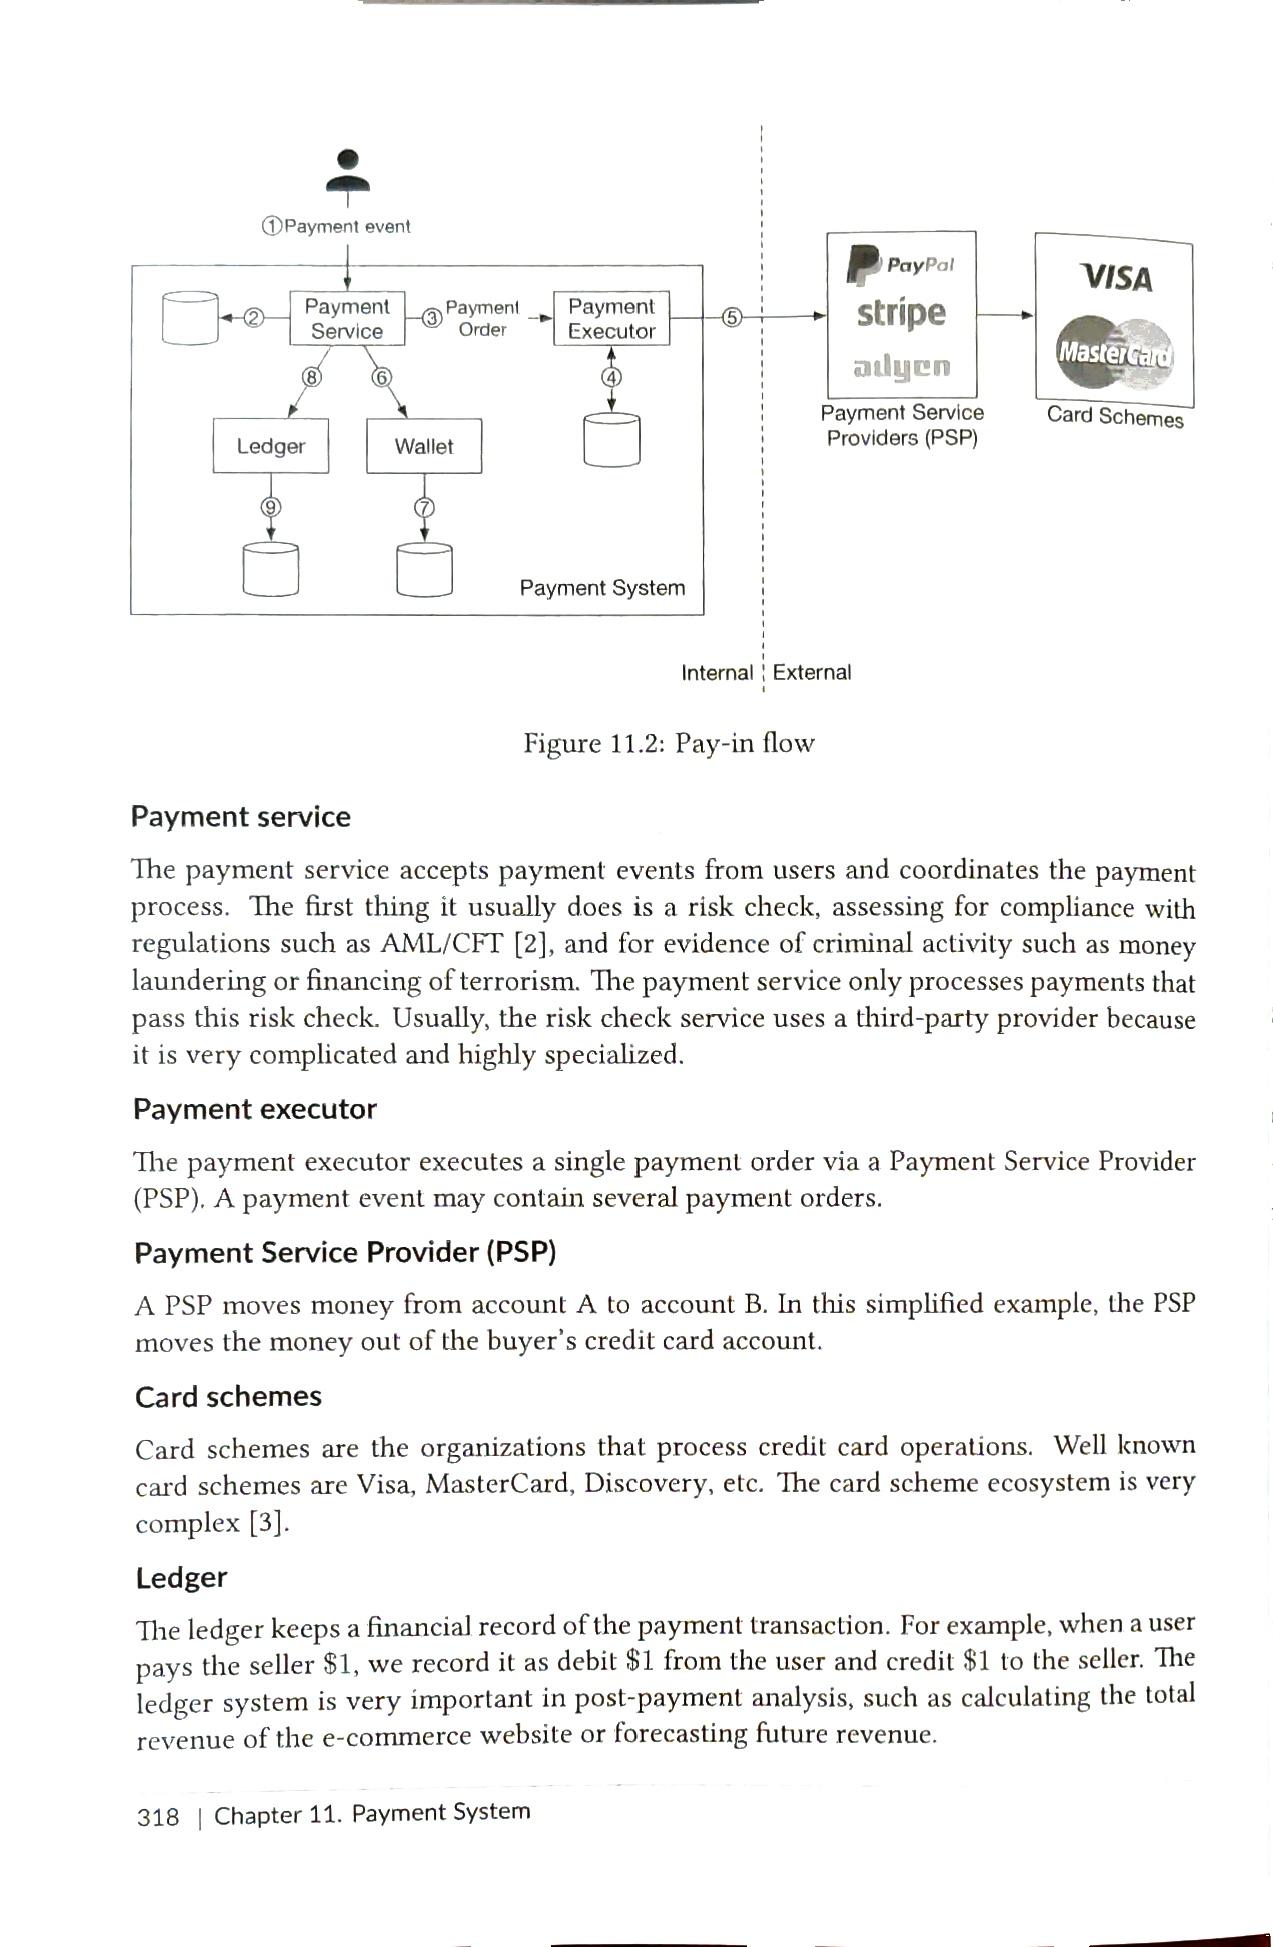 ①Payment event
PayPal
stripe
adyen
VISA
MasterCard
② Payment Service ③ Payment Order Payment Executor ⑤
⑧ ⑥ ④
Payment Service Providers (PSP)
Card Schemes
Ledger Wallet
⑨ ⑦
Payment System
Internal External
Figure 11.2: Pay-in flow
Payment service
The payment service accepts payment events from users and coordinates the payment
process. The first thing it usually does is a risk check, assessing for compliance with
regulations such as AML/CFT [2], and for evidence of criminal activity such as money
laundering or financing of terrorism. The payment service only processes payments that
pass this risk check. Usually, the risk check service uses a third-party provider because
it is very complicated and highly specialized.
Payment executor
The payment executor executes a single payment order via a Payment Service Provider
(PSP). A payment event may contain several payment orders.
Payment Service Provider (PSP)
A PSP moves money from account A to account B. In this simplified example, the PSP
moves the money out of the buyer's credit card account.
Card schemes
Card schemes are the organizations that process credit card operations. Well known
card schemes are Visa, MasterCard, Discovery, etc. The card scheme ecosystem is very
complex [3].
Ledger
The ledger keeps a financial record of the payment transaction. For example, when a user
pays the seller $1, we record it as debit $1 from the user and credit $1 to the seller. The
ledger system is very important in post-payment analysis, such as calculating the total
revenue of the e-commerce website or forecasting future revenue.
318 | Chapter 11. Payment System